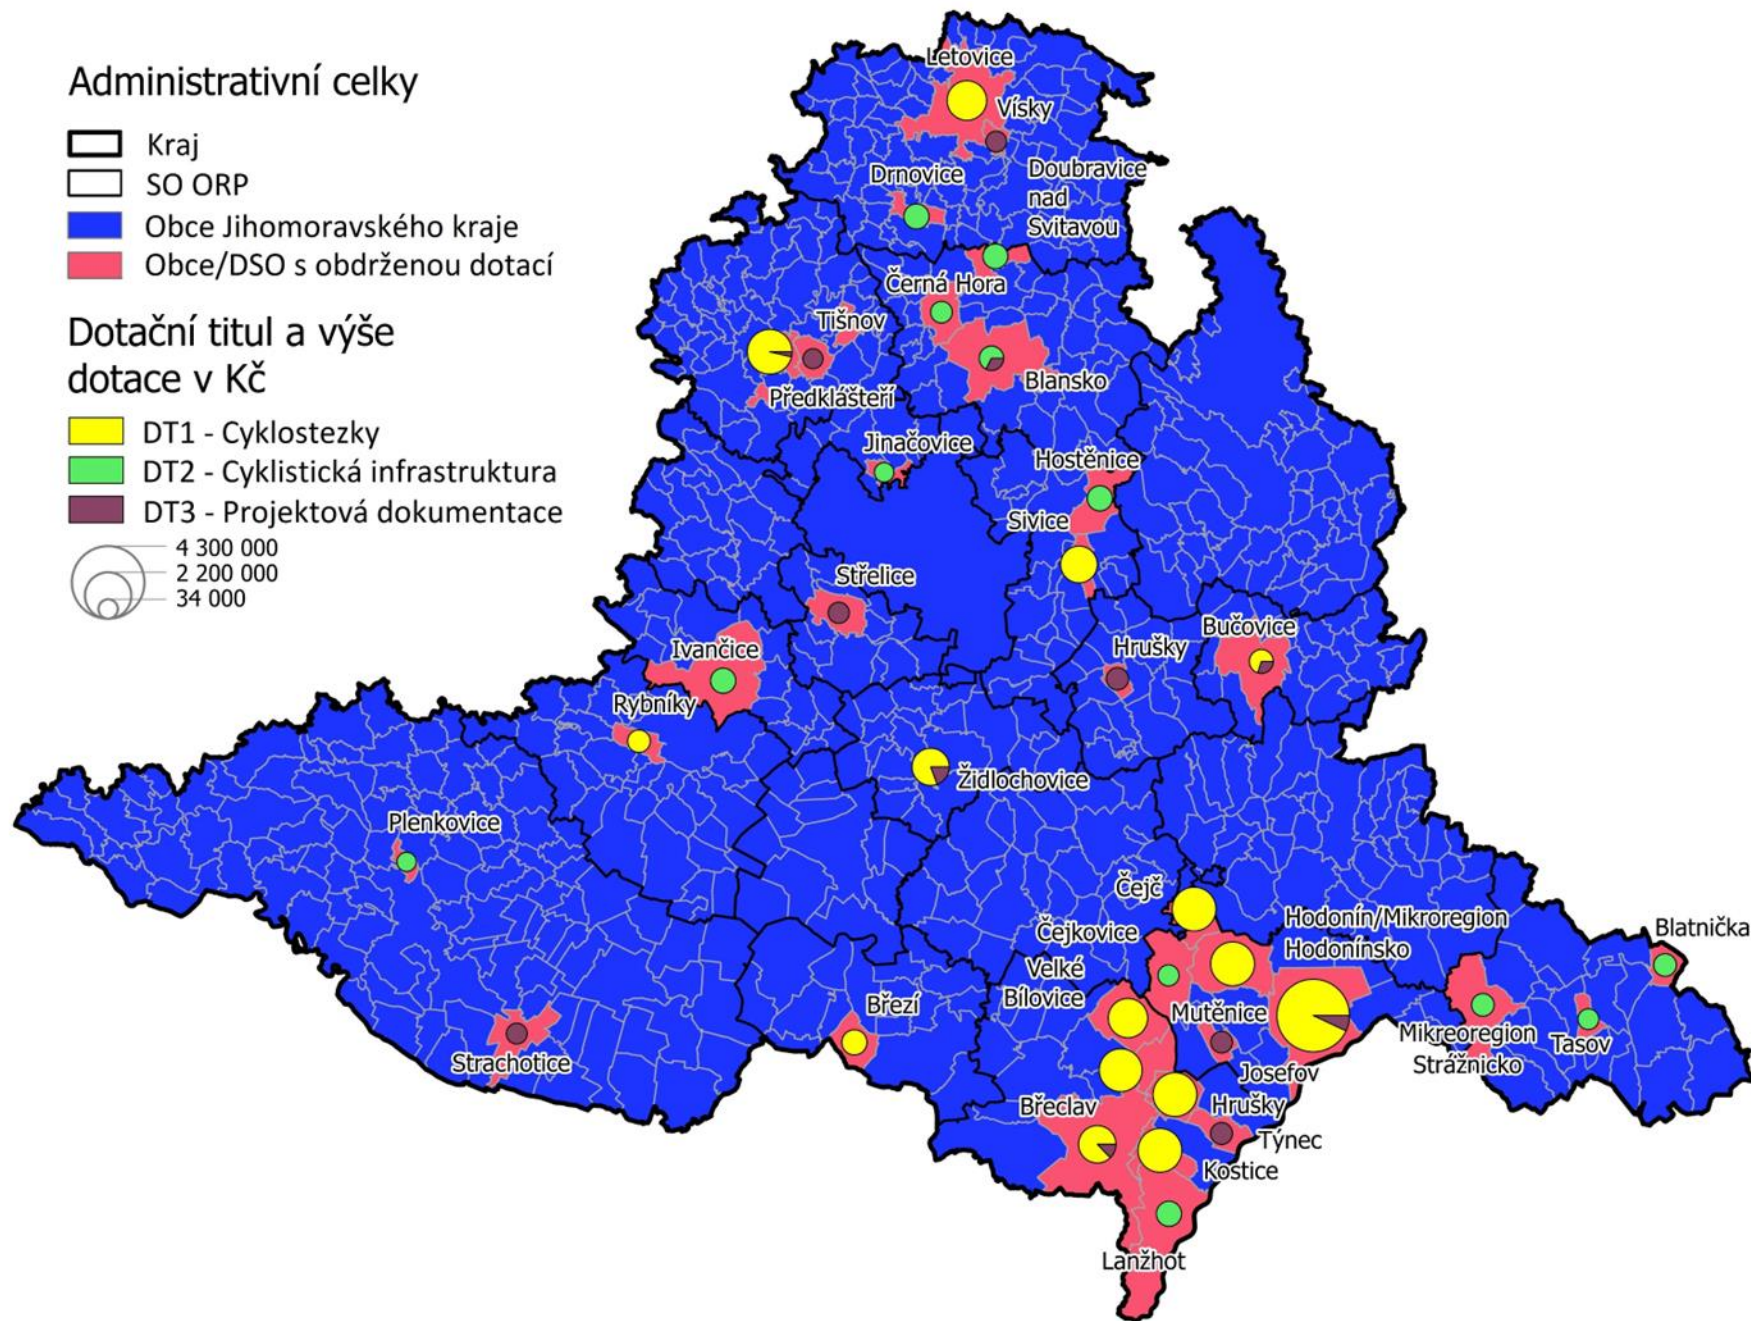 Administrativní celky
Kraj
SO ORP
Obce Jihomoravského kraje
Obce/DSO s obdrženou dotací
Dotační titul a výše
dotace v Kč
DT1 - Cyklostezky
DT2 - Cyklistická infrastruktura
DT3 - Projektová dokumentace
4 300 000
2 200 000
34 000
Letovice
Vísky
Drnovice
Doubravice
nad
Svitavou
Černá Hora
Tišnov
Blansko
Předklášteří
Jinačovice
Hostěnice
Sivice
Střelice
Ivančice
Hrušky
Bučovice
Rybníky
Židlochovice
Plenkovice
Čejč
Čejkovice
Hodonín/Mikroregion
Hodonínsko
Blatnička
Velké
Bílovice
Březí
Mutěnice
Strachotice
Mikreoregion
Strážnicko
Tasov
Josefov
Břeclav
Hrušky
Týnec
Kostice
Lanžhot